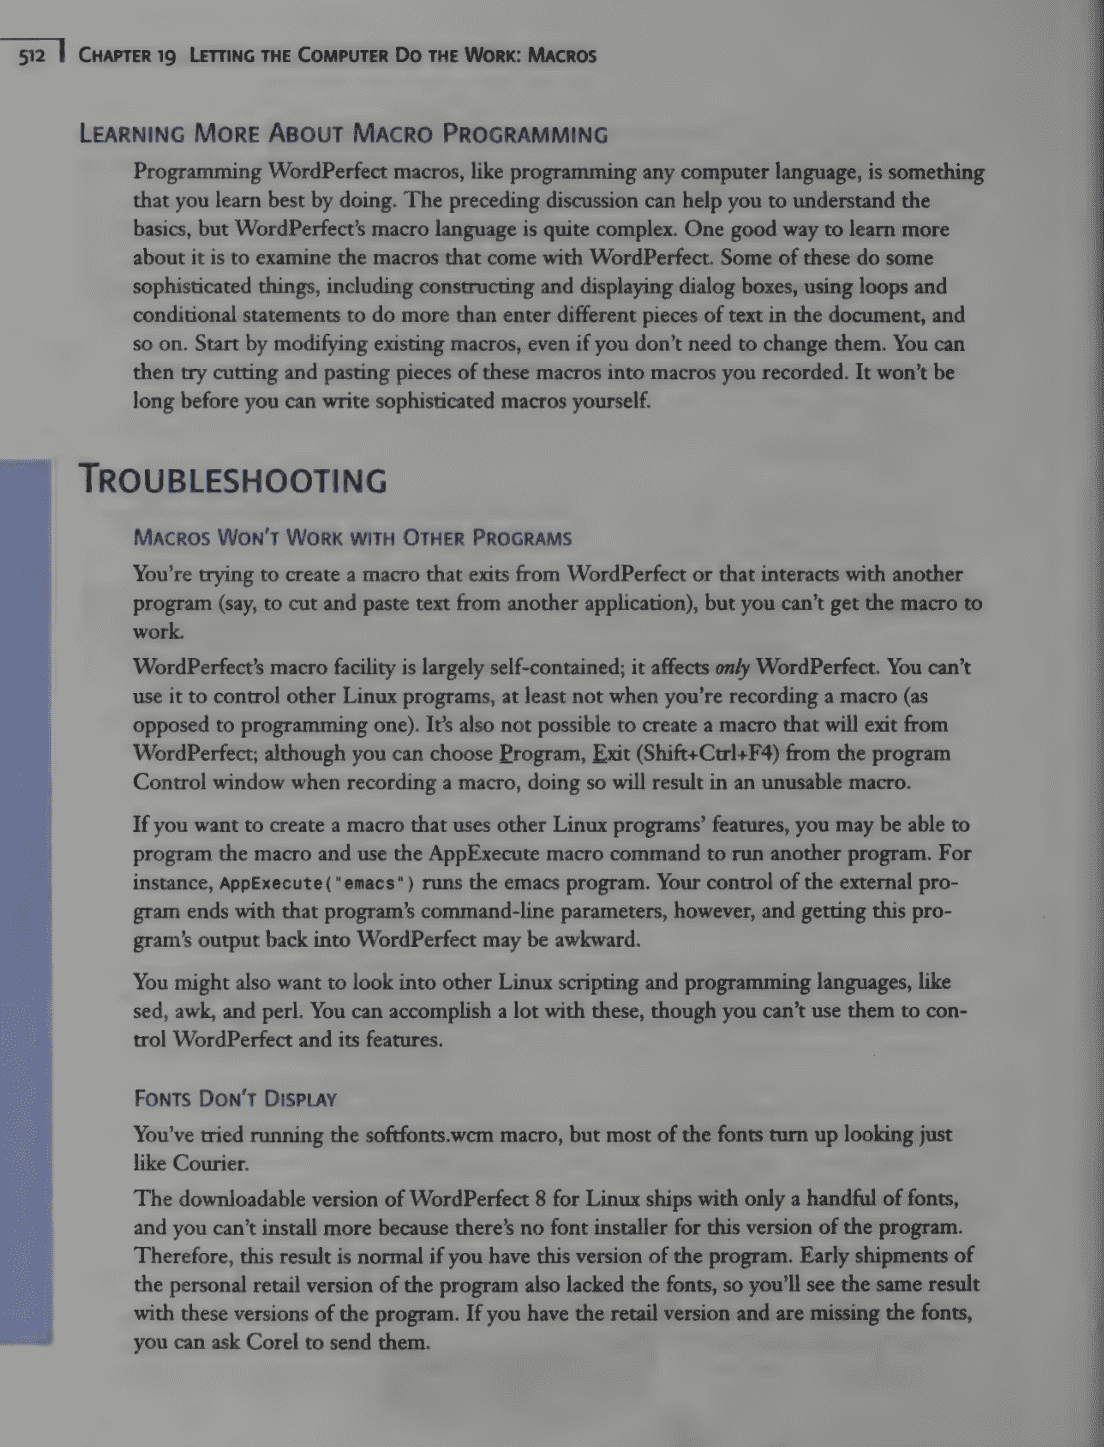 512 CHAPTER 19 LETTING THE COMPUTER DO THE WORK: MACROS
LEARNING MORE ABOUT MACRO PROGRAMMING
Programming WordPerfect macros, like programming any computer language, is something
that you learn best by doing. The preceding discussion can help you to understand the
basics, but WordPerfect's macro language is quite complex. One good way to learn more
about it is to examine the macros that come with WordPerfect. Some of these do some
sophisticated things, including constructing and displaying dialog boxes, using loops and
conditional statements to do more than enter different pieces of text in the document, and
so on. Start by modifying existing macros, even if you don't need to change them. You can
then try cutting and pasting pieces of these macros into macros you recorded. It won't be
long before you can write sophisticated macros yourself.
TROUBLESHOOTING
MACROS WON'T WORK WITH OTHER PROGRAMS
You're trying to create a macro that exits from WordPerfect or that interacts with another
program (say, to cut and paste text from another application), but you can't get the macro to
work.
WordPerfect's macro facility is largely self-contained; it affects only WordPerfect. You can't
use it to control other Linux programs, at least not when you're recording a macro (as
opposed to programming one). It's also not possible to create a macro that will exit from
WordPerfect; although you can choose Program, Exit (Shift+Ctrl+F4) from the program
Control window when recording a macro, doing so will result in an unusable macro.
If you want to create a macro that uses other Linux programs' features, you may be able to
program the macro and use the AppExecute macro command to run another program. For
instance, AppExecute("emacs") runs the emacs program. Your control of the external pro-
gram ends with that program's command-line parameters, however, and getting this pro-
gram's output back into WordPerfect may be awkward.
You might also want to look into other Linux scripting and programming languages, like
sed, awk, and perl. You can accomplish a lot with these, though you can't use them to con-
trol WordPerfect and its features.
FONTS DON'T DISPLAY
You've tried running the softfonts.wcm macro, but most of the fonts turn up looking just
like Courier.
The downloadable version of WordPerfect 8 for Linux ships with only a handful of fonts,
and you can't install more because there's no font installer for this version of the program.
Therefore, this result is normal if you have this version of the program. Early shipments of
the personal retail version of the program also lacked the fonts, so you'll see the same result
with these versions of the program. If you have the retail version and are missing the fonts,
you can ask Corel to send them.